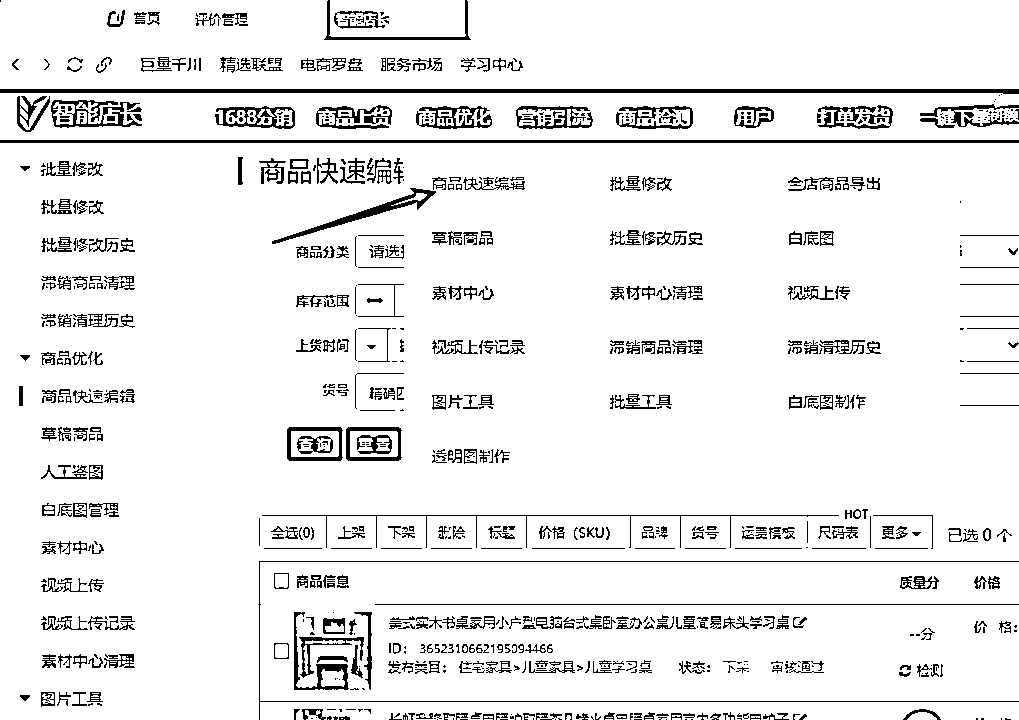 首页 评价管理 智能店长
巨量千川 精选联盟 电商罗盘 服务市场 学习中心
智能店长 1688分销 商品上货 商品优化 营销引流 商品检测 用户 打单发货 一键下单
批量修改
批量修改
批量修改历史
滞销商品清理
滞销清理历史
商品优化
商品快速编辑
草稿商品
人工鉴图
白底图管理
素材中心
视频上传
视频上传记录
素材中心清理
图片工具
商品快速编辑
商品快速编辑 批量修改 全店商品导出
草稿商品 批量修改历史 白底图
素材中心 素材中心清理 视频上传
视频上传记录 滞销商品清理 滞销清理历史
图片工具 批量工具 白底图制作
透明图制作
商品分类 请选
库存范围
上货时间
货号 精确
查询 重置
全选(0) 上架 下架 删除 标题 价格（SKU） 品牌 货号 运费模板 尺码表 HOT 更多 已选 0 个
商品信息 质量分 价格
美式实木书桌家用小户型电脑台式桌卧室办公桌儿童简易床头学习桌
ID： 3652310662195094466
发布类目： 住宅家具>儿童家具>儿童学习桌 状态： 下架 审核通过
--分 价 格:
检测